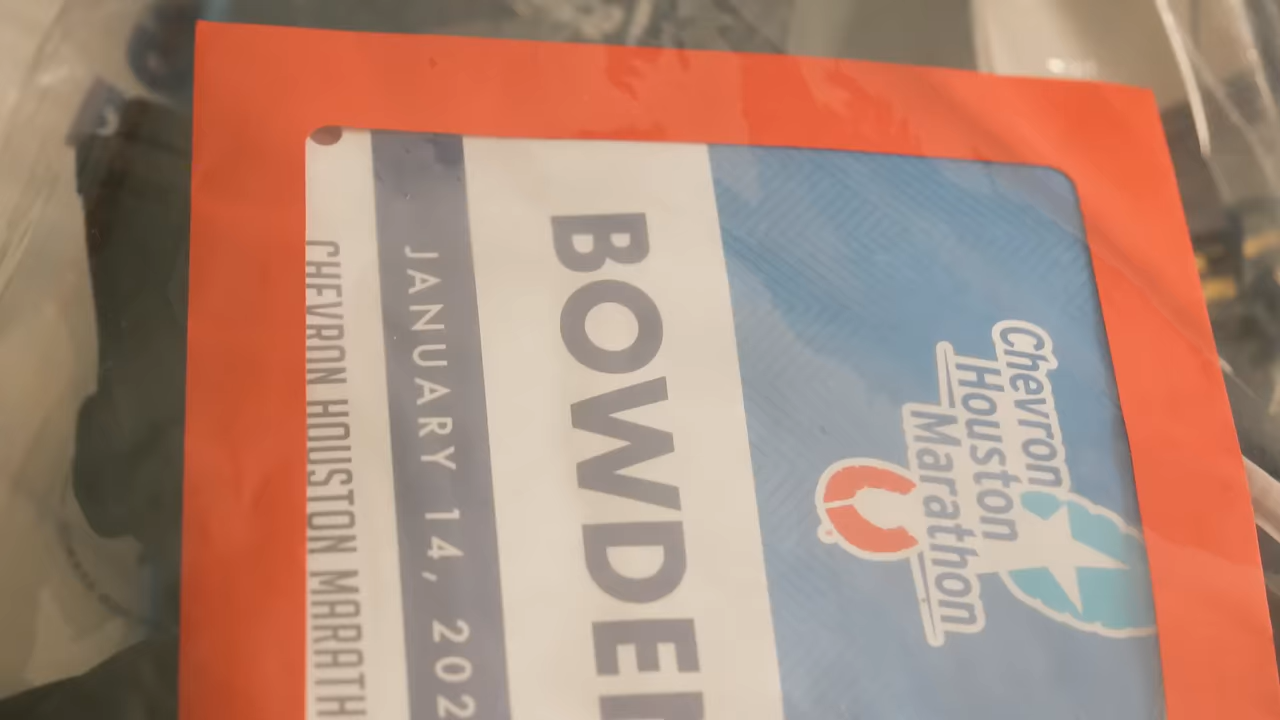 Chevron
Houston
Marathon
BOWDE
JANUARY 14, 202
CHEVRON HOUSTON MARATH